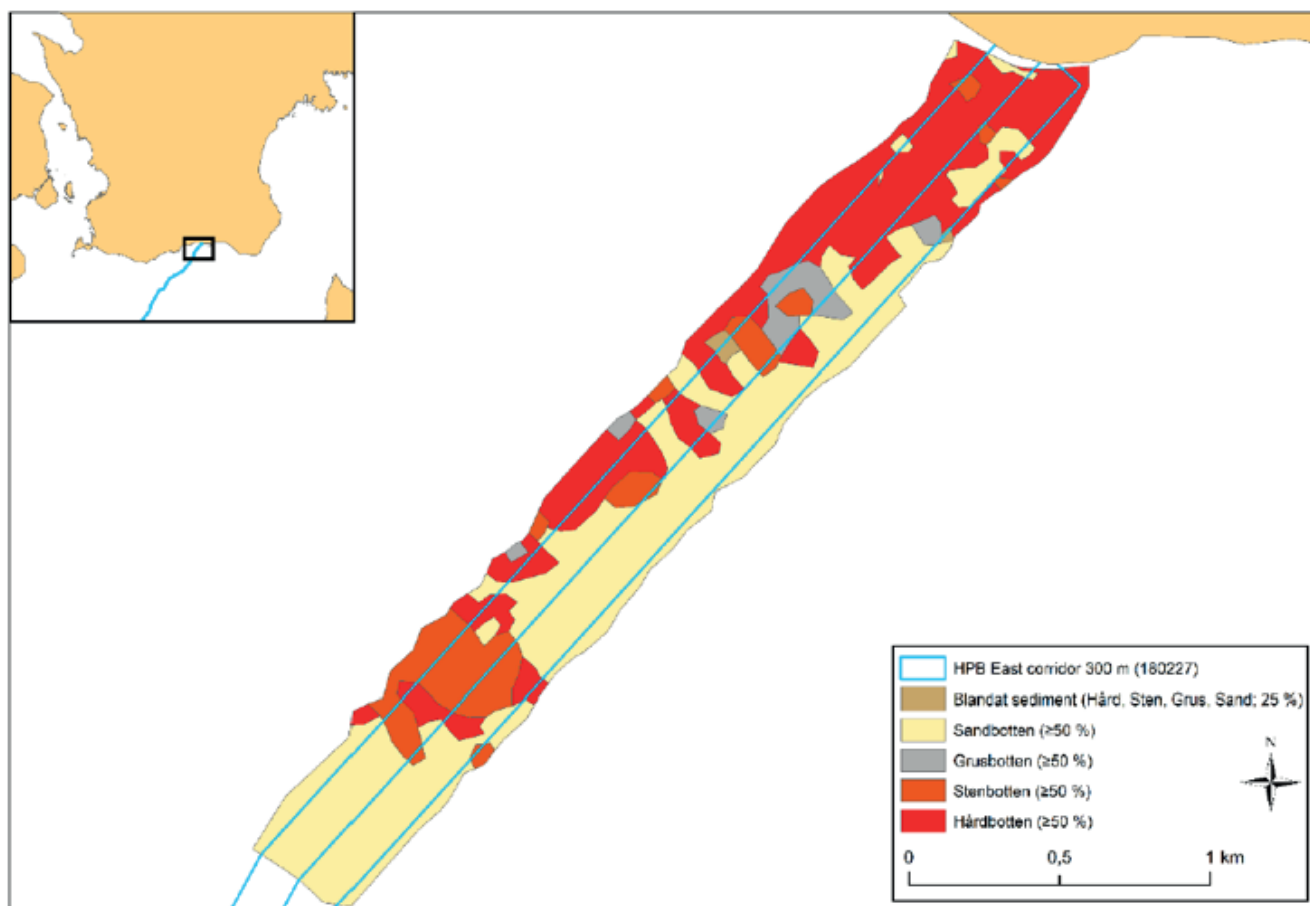 HPB East corridor 300 m (180227)
Blandat sediment (Hård, Sten, Grus, Sand; 25 %)
Sandbotten (≥50 %)
Grusbotten (≥50 %)
Stenbotten (≥50 %)
Hårdbotten (≥50 %)
N
0 0,5 1 km